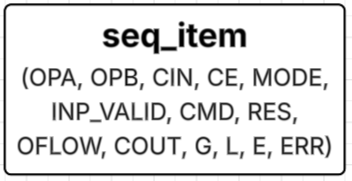 seq_item
(OPA, OPB, CIN, CE, MODE,
INP_VALID, CMD, RES,
OFLOW, COUT, G, L, E, ERR)